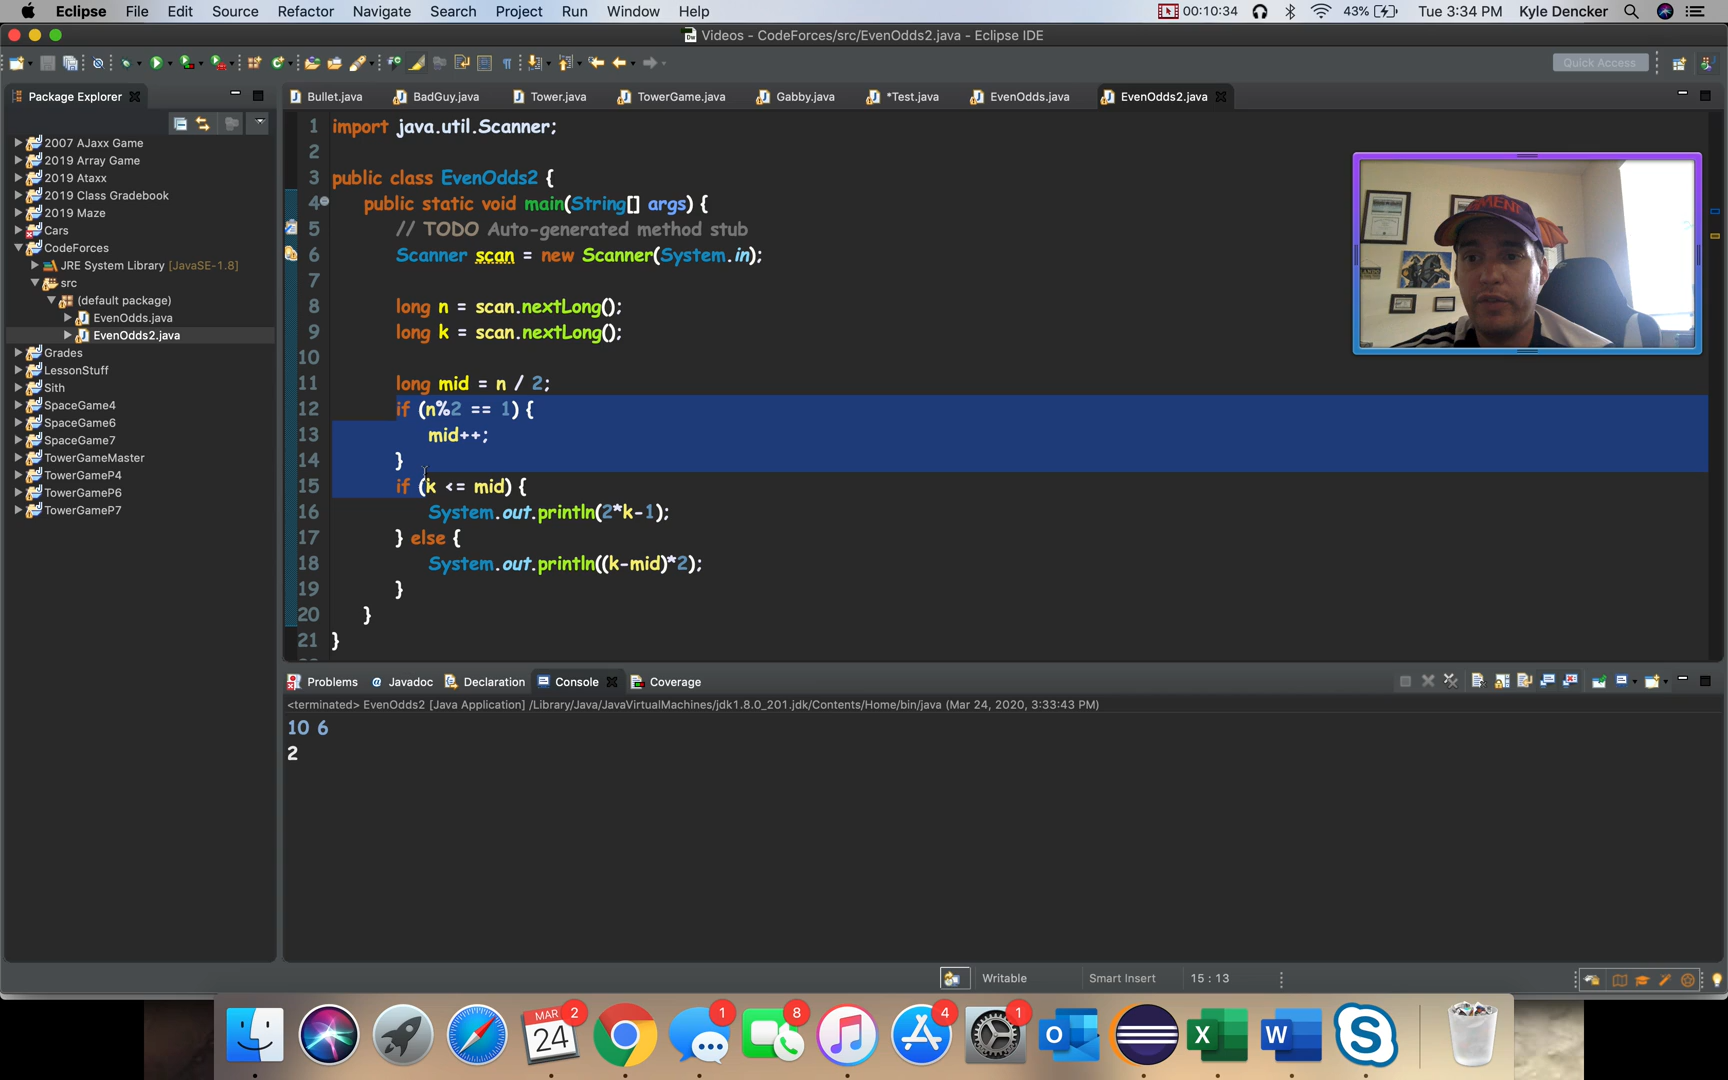 Eclipse File Edit Source Refactor Navigate Search Project Run Window Help 00:10:34 43% Tue 3:34 PM Kyle Dencker
Videos - CodeForces/src/EvenOdds2.java - Eclipse IDE
Quick Access
Package Explorer
2007 AJaxx Game
2019 Array Game
2019 Ataxx
2019 Class Gradebook
2019 Maze
Cars
CodeForces
JRE System Library [JavaSE-1.8]
src
(default package)
EvenOdds.java
EvenOdds2.java
Grades
LessonStuff
Sith
SpaceGame4
SpaceGame6
SpaceGame7
TowerGameMaster
TowerGameP4
TowerGameP6
TowerGameP7
Bullet.java BadGuy.java Tower.java TowerGame.java Gabby.java *Test.java EvenOdds.java EvenOdds2.java
1 import java.util.Scanner;
2
3 public class EvenOdds2 {
4 public static void main(String[] args) {
5 // TODO Auto-generated method stub
6 Scanner scan = new Scanner(System.in);
7
8 long n = scan.nextLong();
9 long k = scan.nextLong();
10
11 long mid = n / 2;
12 if (n%2 == 1) {
13 mid++;
14 }
15 if (k <= mid) {
16 System.out.println(2*k-1);
17 } else {
18 System.out.println((k-mid)*2);
19 }
20 }
21 }
Problems Javadoc Declaration Console Coverage
<terminated> EvenOdds2 [Java Application] /Library/Java/JavaVirtualMachines/jdk1.8.0_201.jdk/Contents/Home/bin/java (Mar 24, 2020, 3:33:43 PM)
10 6
2
Writable Smart Insert 15 : 13
MAR
24
2 1 8 4 1